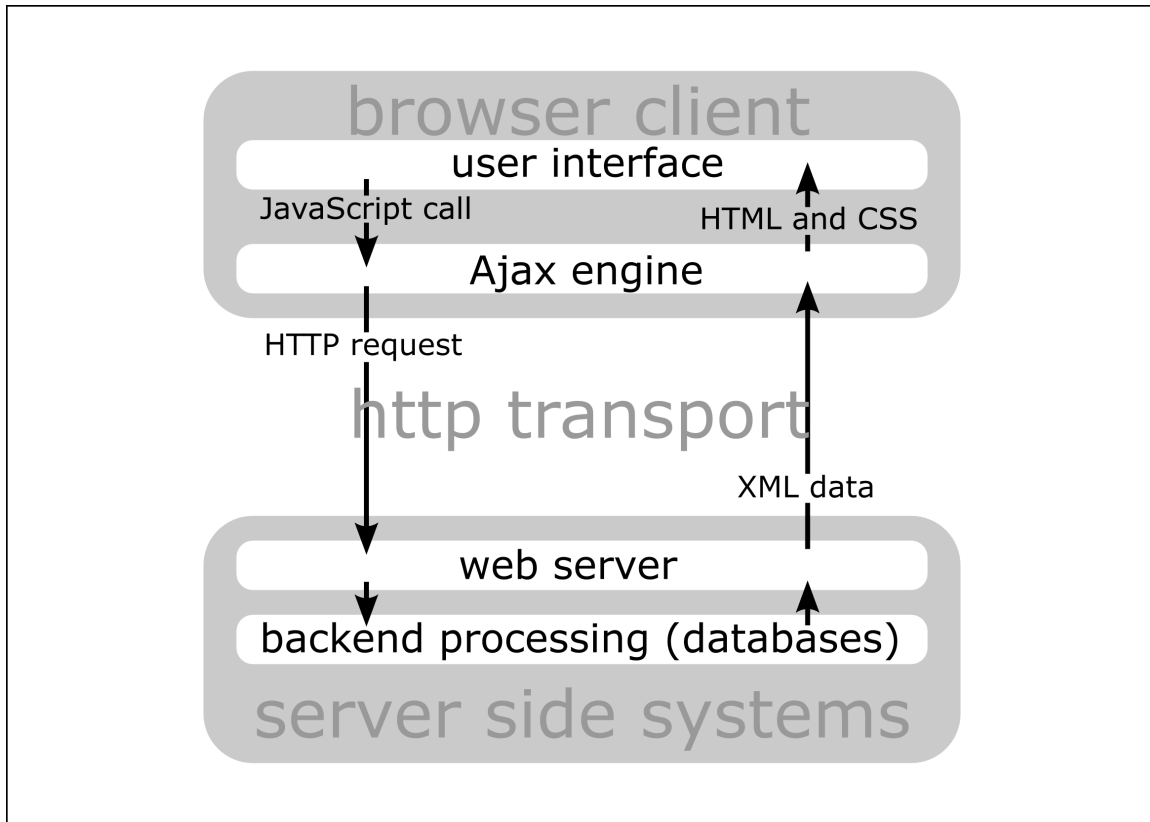 browser client
user interface
JavaScript call
HTML and CSS
Ajax engine
HTTP request
http transport
XML data
web server
backend processing (databases)
server side systems